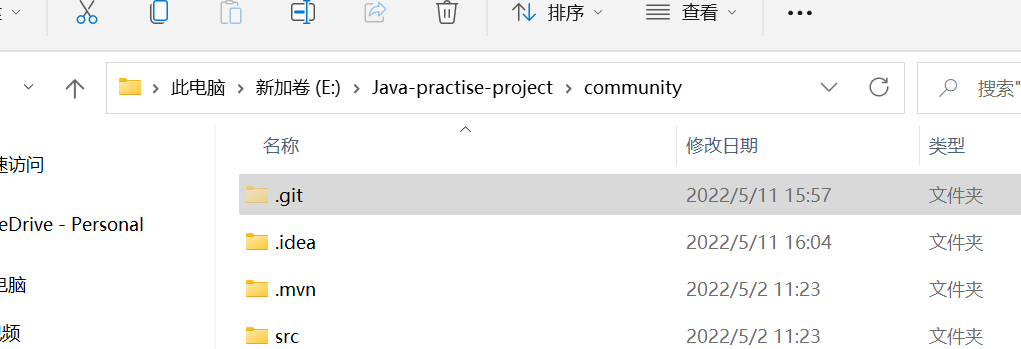 排序 查看
此电脑 新加卷 (E:) Java-practise-project community 搜索"
名称 修改日期 类型
速访问
.git 2022/5/11 15:57 文件夹
eDrive - Personal
.idea 2022/5/11 16:04 文件夹
电脑
.mvn 2022/5/2 11:23 文件夹
视频
src 2022/5/2 11:23 文件夹